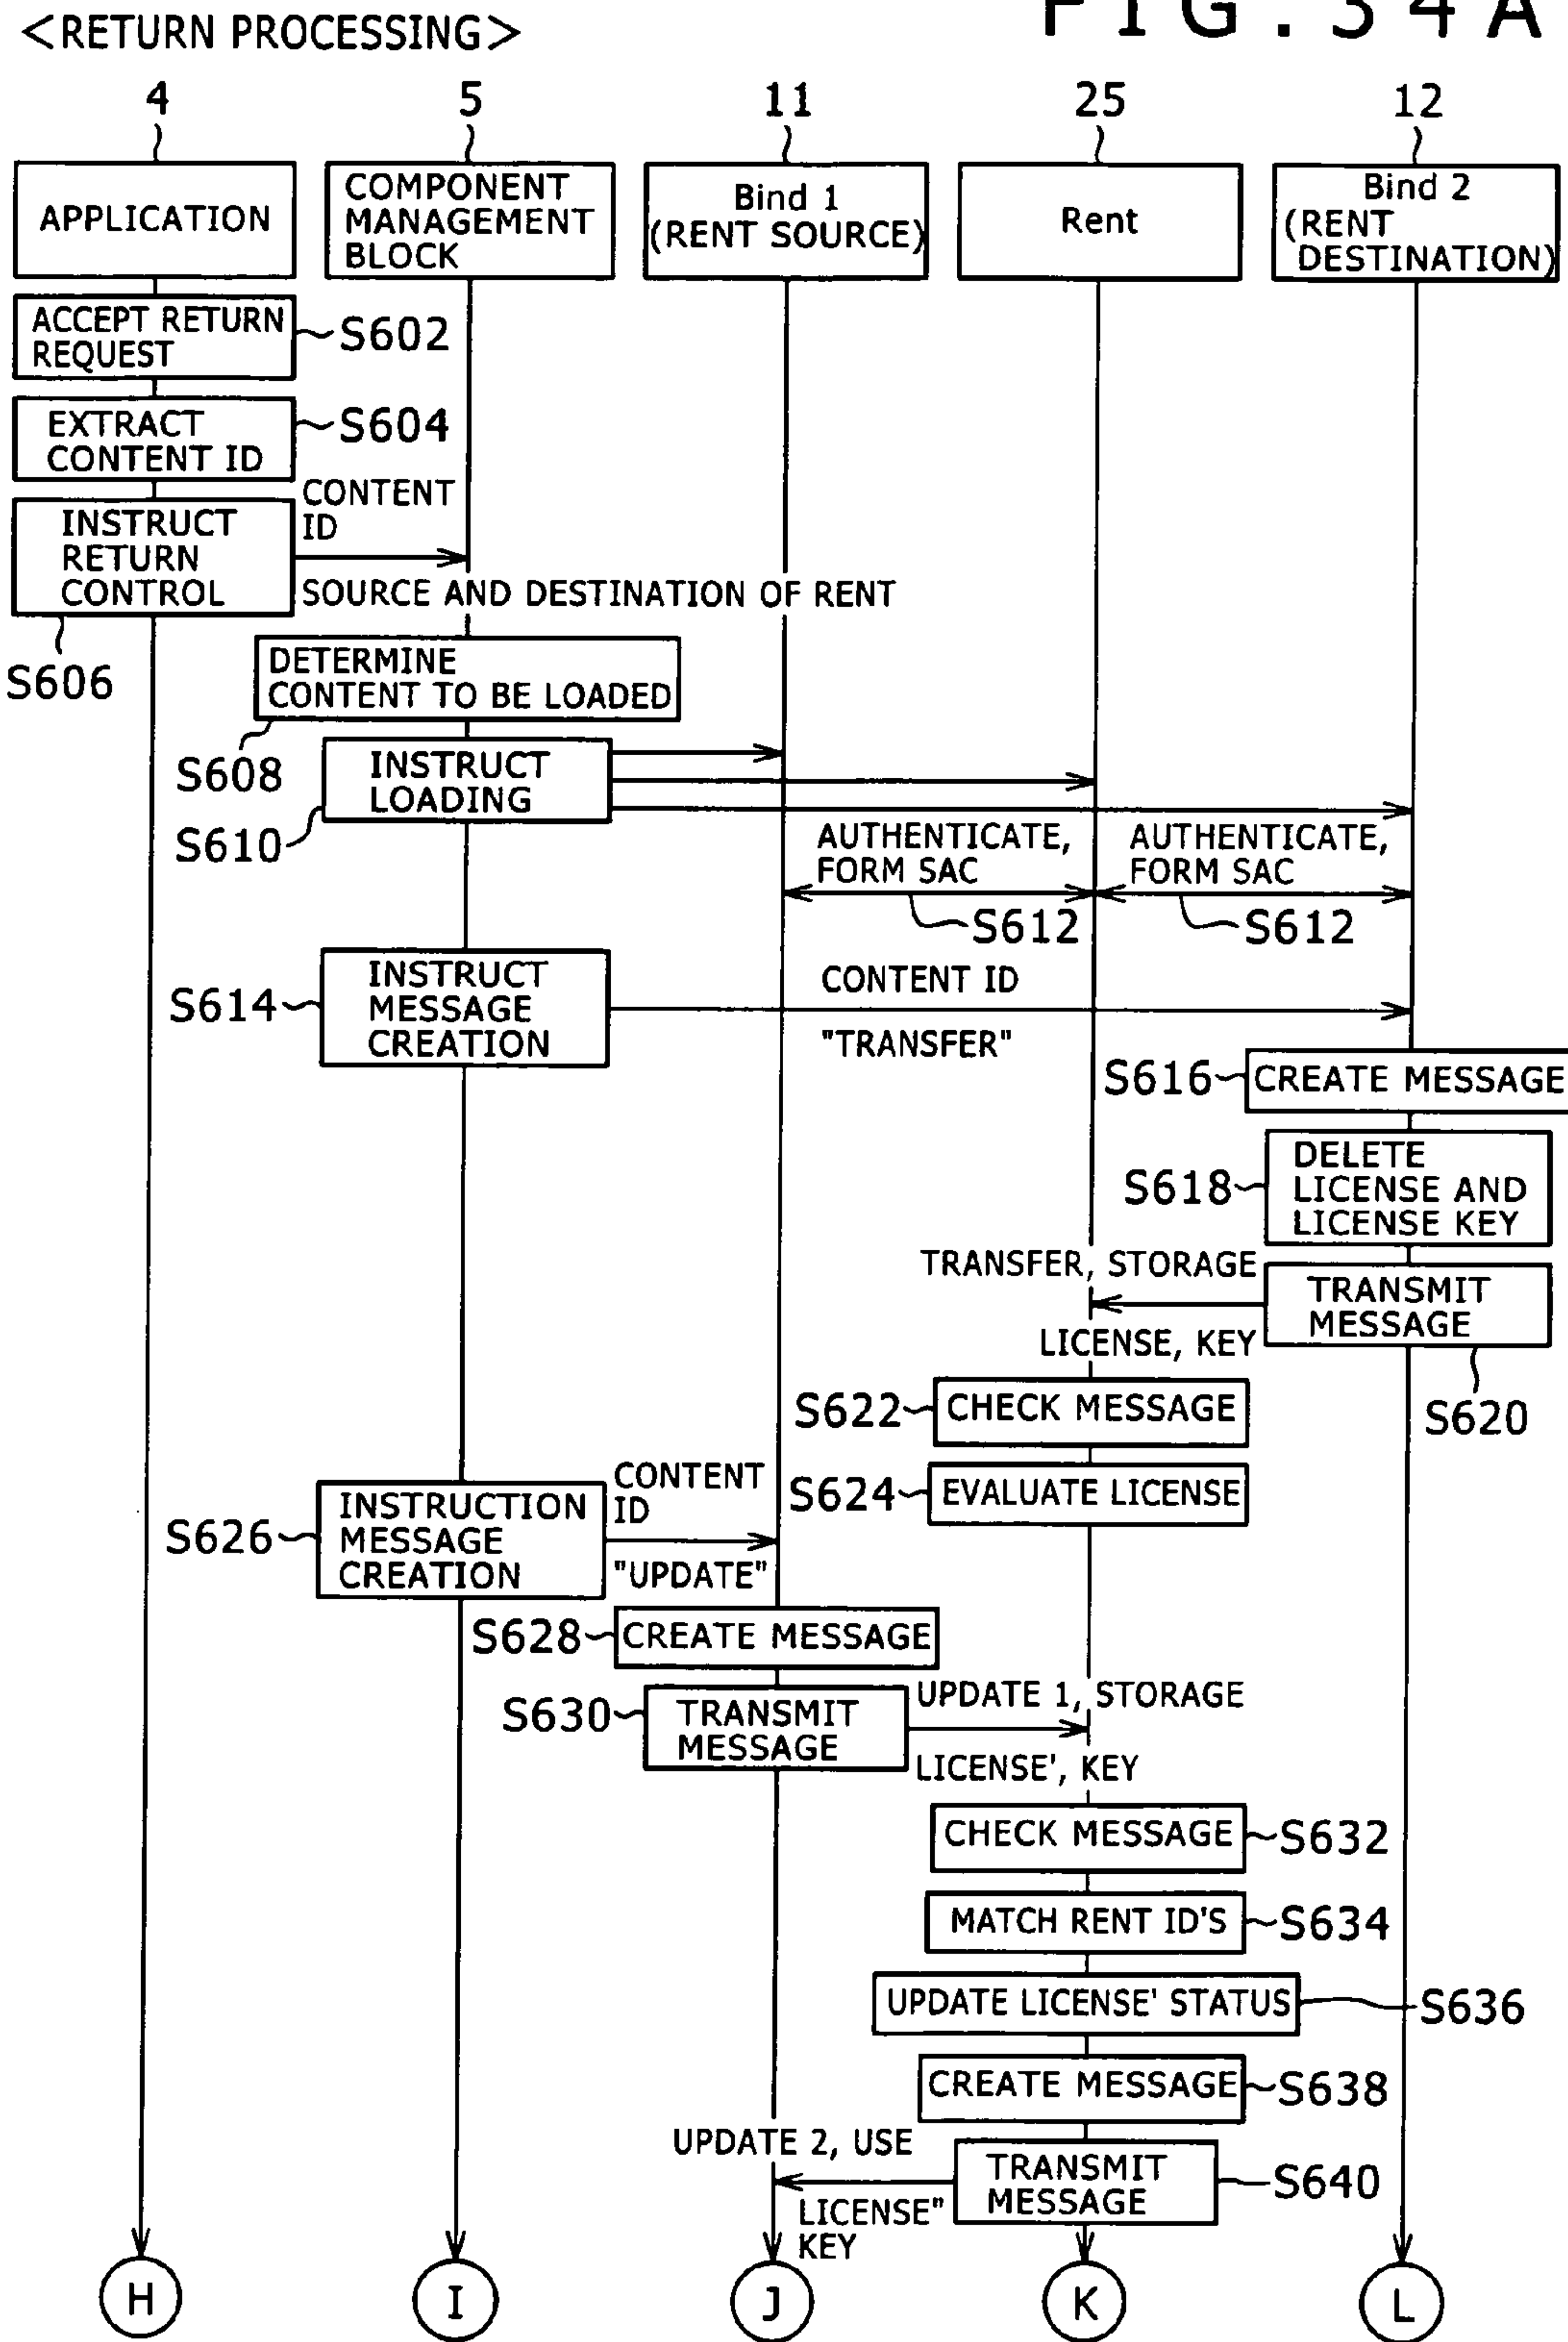 FIG. 34A
<RETURN PROCESSING>
4
5
11
25
12
APPLICATION
COMPONENT
MANAGEMENT
BLOCK
Bind 1
(RENT SOURCE)
Rent
Bind 2
(RENT
DESTINATION)
ACCEPT RETURN
REQUEST
S602
EXTRACT
CONTENT ID
S604
INSTRUCT
RETURN
CONTROL
CONTENT
ID
SOURCE AND DESTINATION OF RENT
S606
DETERMINE
CONTENT TO BE LOADED
S608
INSTRUCT
LOADING
S610
AUTHENTICATE,
FORM SAC
AUTHENTICATE,
FORM SAC
S612
S612
INSTRUCT
MESSAGE
CREATION
S614
CONTENT ID
"TRANSFER"
S616
CREATE MESSAGE
S618
DELETE
LICENSE AND
LICENSE KEY
TRANSFER, STORAGE
LICENSE, KEY
TRANSMIT
MESSAGE
S620
S622
CHECK MESSAGE
S624
EVALUATE LICENSE
S626
INSTRUCTION
MESSAGE
CREATION
CONTENT
ID
"UPDATE"
S628
CREATE MESSAGE
S630
TRANSMIT
MESSAGE
UPDATE 1, STORAGE
LICENSE', KEY
CHECK MESSAGE
S632
MATCH RENT ID'S
S634
UPDATE LICENSE' STATUS
S636
CREATE MESSAGE
S638
UPDATE 2, USE
LICENSE"
KEY
TRANSMIT
MESSAGE
S640
H
I
J
K
L